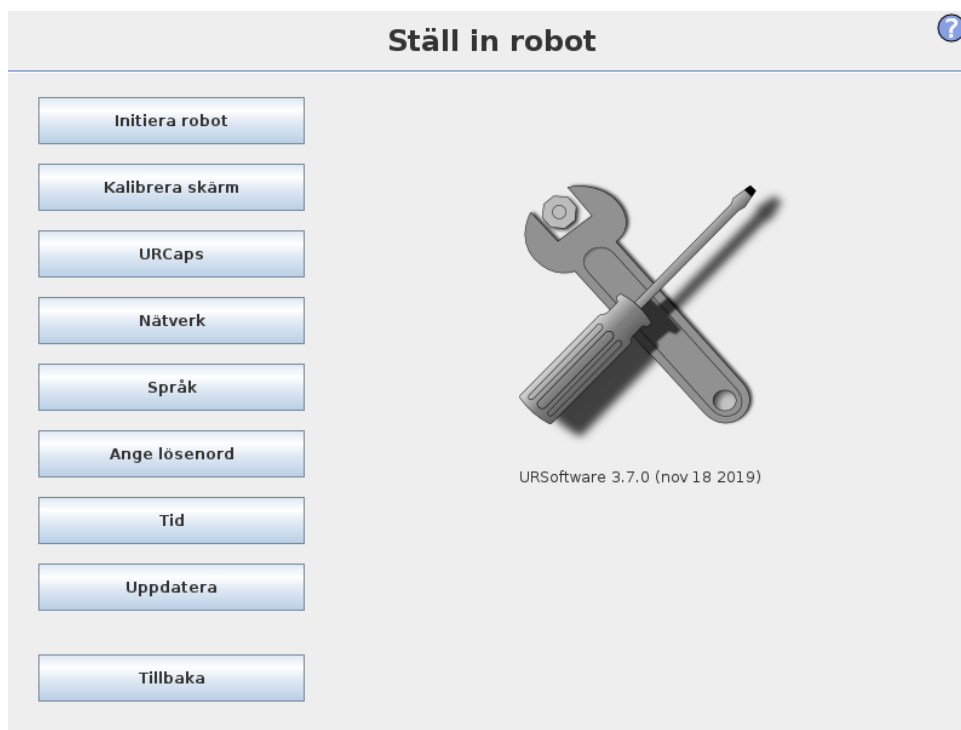 Ställ in robot
?
Initiera robot
Kalibrera skärm
URCaps
Nätverk
Språk
Ange lösenord
Tid
Uppdatera
Tillbaka
URSoftware 3.7.0 (nov 18 2019)